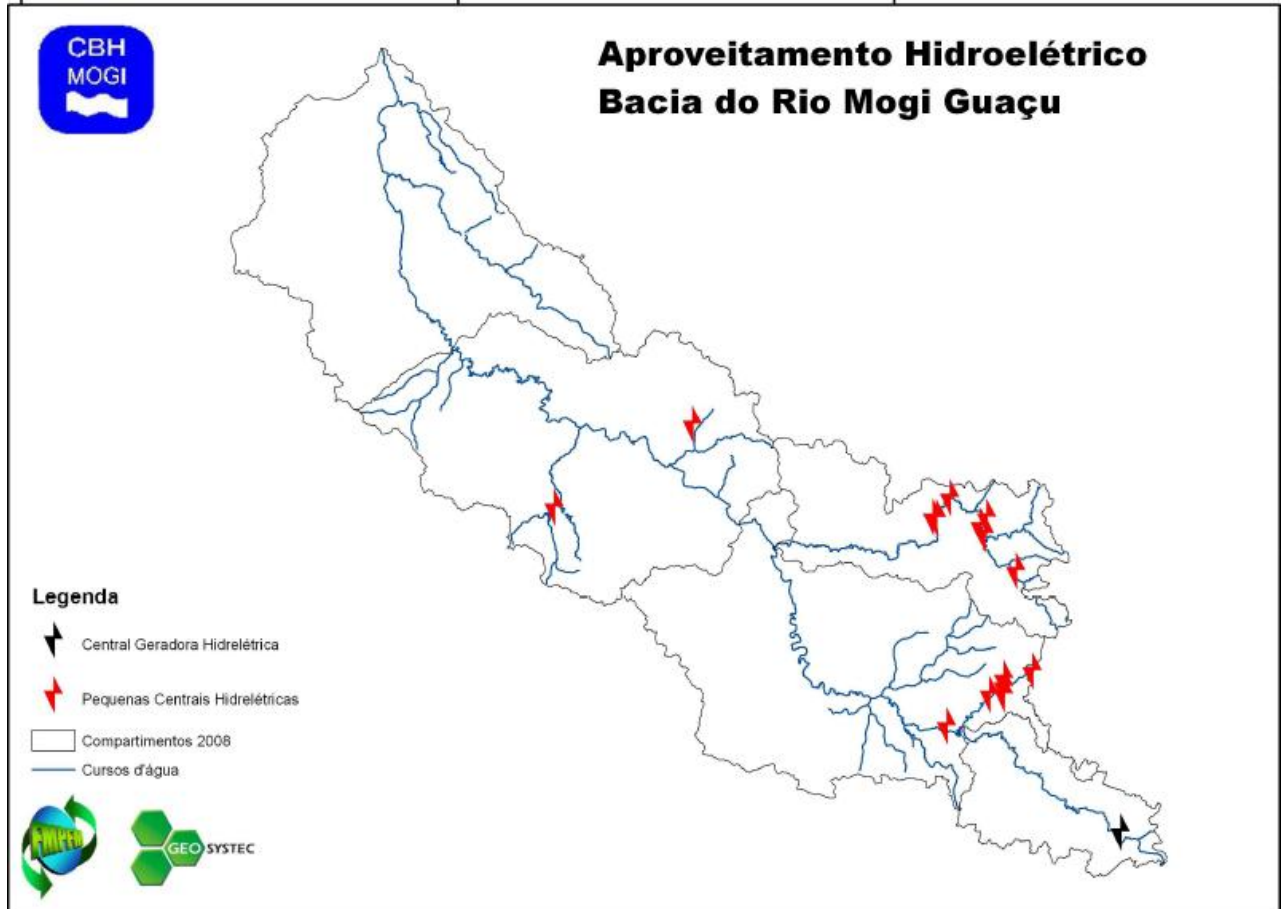 CBH
MOGI
Aproveitamento Hidroelétrico
Bacia do Rio Mogi Guaçu
Legenda
Central Geradora Hidrelétrica
Pequenas Centrais Hidrelétricas
Compartimentos 2008
Cursos d'água
FMPFM
GEO SYSTEC